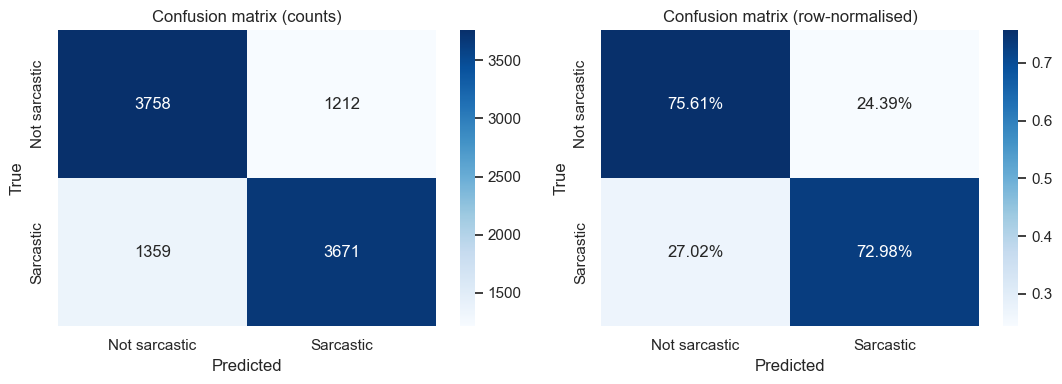 Confusion matrix (counts)
Not sarcastic
Sarcastic
True
3758
1212
1359
3671
3500
3000
2500
2000
1500
Not sarcastic
Sarcastic
Predicted
Confusion matrix (row-normalised)
Not sarcastic
Sarcastic
True
75.61%
24.39%
27.02%
72.98%
0.7
0.6
0.5
0.4
0.3
Not sarcastic
Sarcastic
Predicted